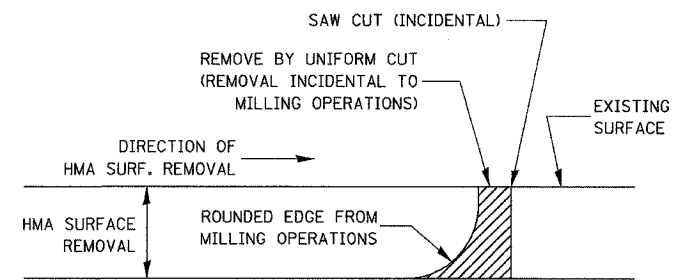 SAW CUT (INCIDENTAL)
REMOVE BY UNIFORM CUT
(REMOVAL INCIDENTAL TO
MILLING OPERATIONS)
EXISTING
SURFACE
DIRECTION OF
HMA SURF. REMOVAL
HMA SURFACE
REMOVAL
ROUNDED EDGE FROM
MILLING OPERATIONS